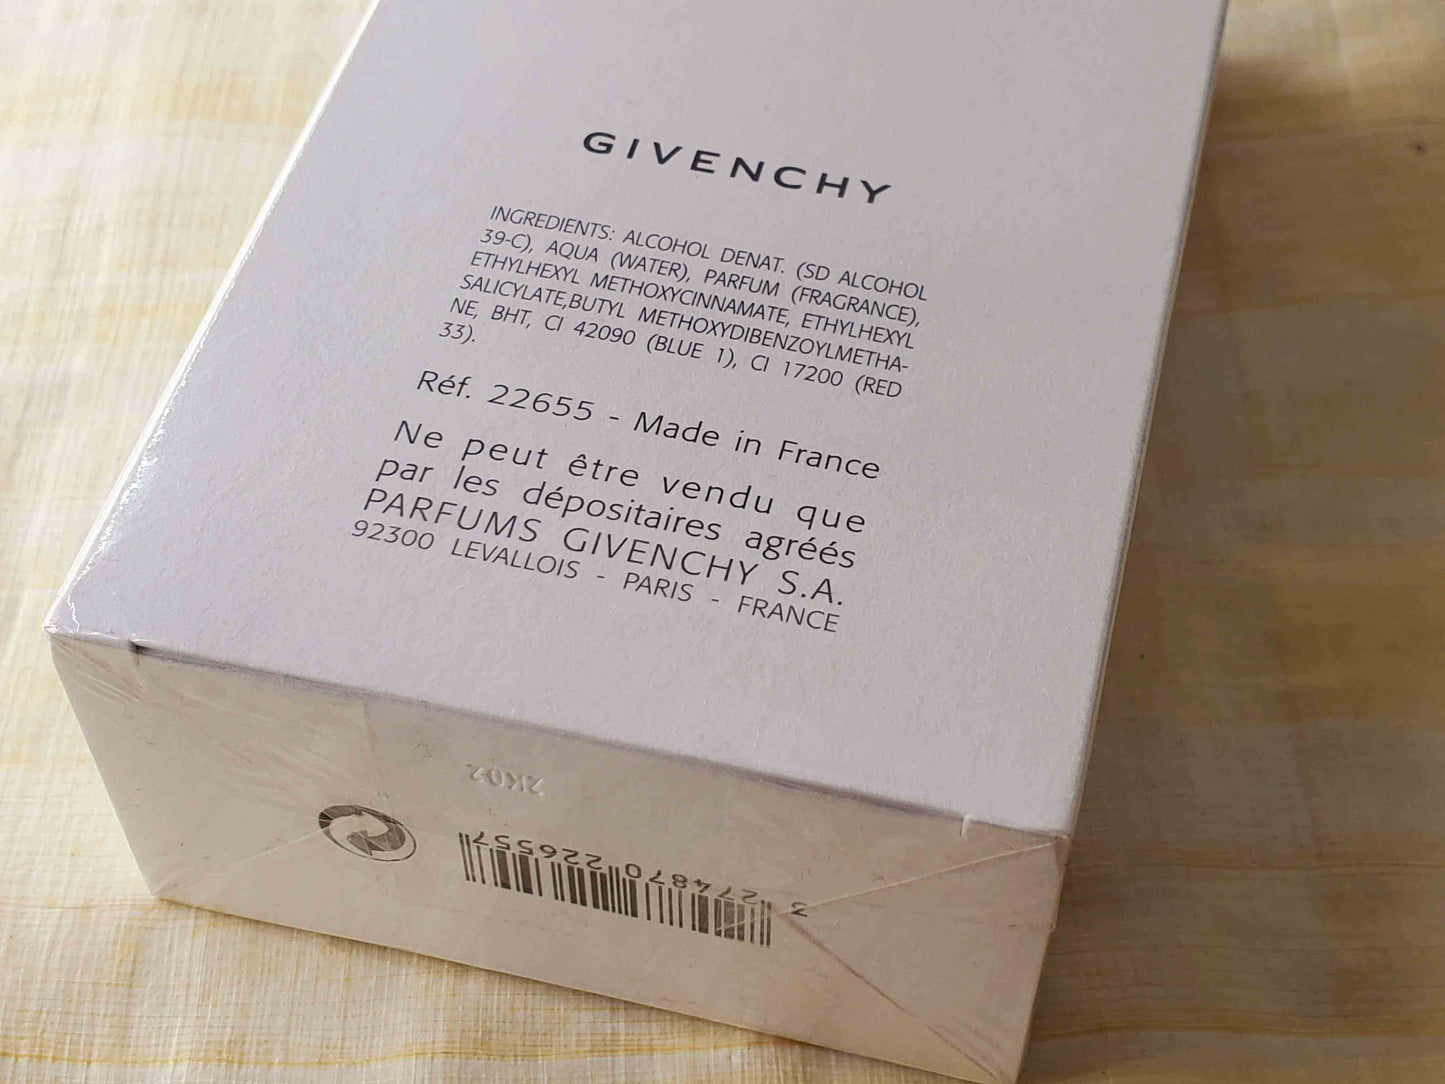 GIVENCHY
INGREDIENTS: ALCOHOL DENAT. (SD ALCOHOL
39-C), AQUA (WATER), PARFUM (FRAGRANCE),
ETHYLHEXYL METHOXYCINNAMATE, ETHYLHEXYL
SALICYLATE,BUTYL METHOXYDIBENZOYLMETHA-
NE, BHT, CI 42090 (BLUE 1), CI 17200 (RED
33).
Réf. 22655 - Made in France
Ne peut être vendu que
par les dépositaires agréés
PARFUMS GIVENCHY S.A.
92300 LEVALLOIS - PARIS - FRANCE
3 274870 226557